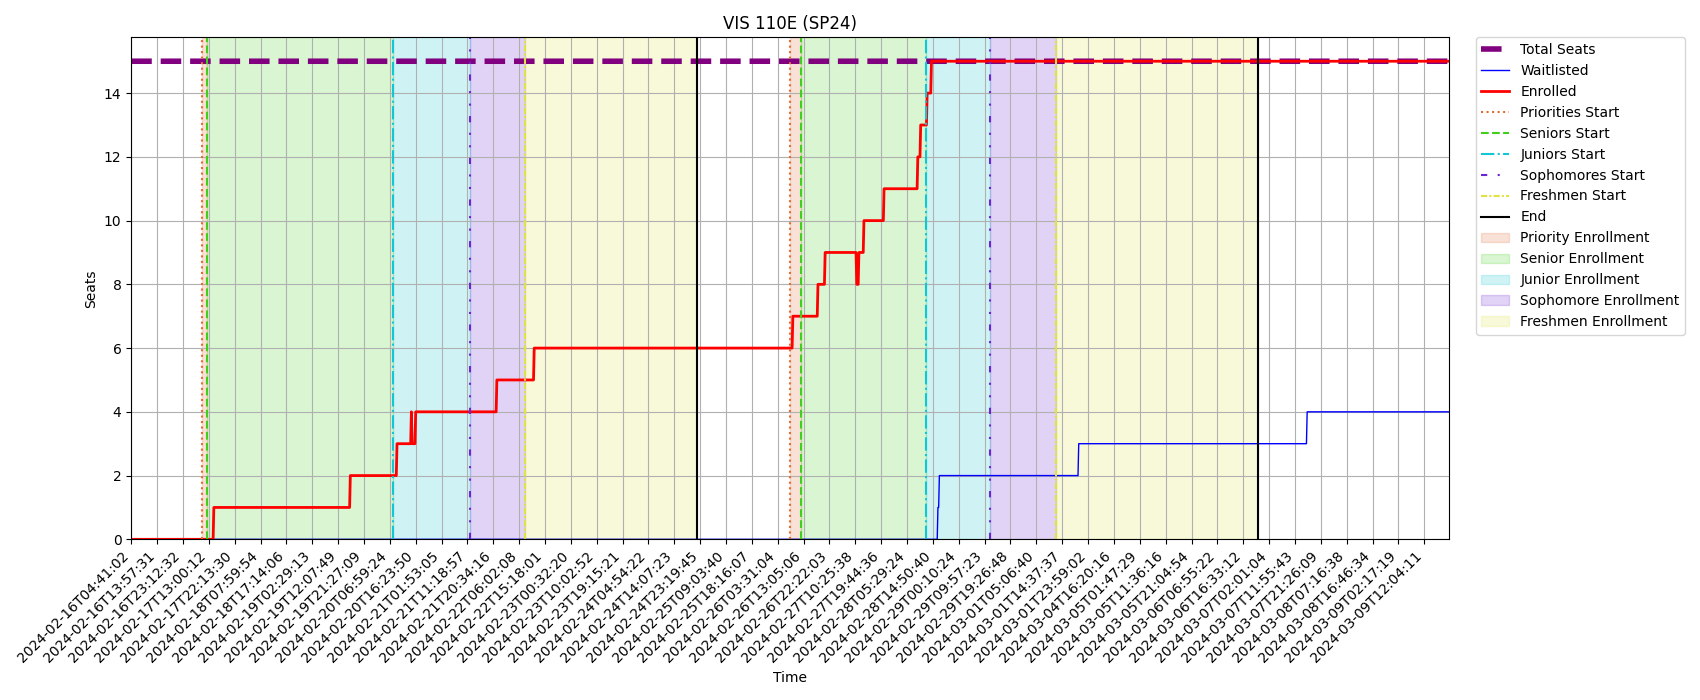 VIS 110E (SP24)
Seats
14
12
10
8
6
4
2
0
2024-02-16T04:41:02
2024-02-16T13:57:31
2024-02-16T23:12:32
2024-02-17T13:00:12
2024-02-17T22:13:30
2024-02-18T07:59:54
2024-02-18T17:14:06
2024-02-19T02:29:13
2024-02-19T12:07:49
2024-02-19T21:27:09
2024-02-20T06:59:24
2024-02-20T16:23:50
2024-02-21T01:53:05
2024-02-21T11:18:57
2024-02-21T20:34:16
2024-02-22T06:02:08
2024-02-22T15:18:01
2024-02-23T00:32:20
2024-02-23T10:02:52
2024-02-23T19:15:21
2024-02-24T04:54:22
2024-02-24T14:07:23
2024-02-24T23:19:45
2024-02-25T09:03:40
2024-02-25T18:16:07
2024-02-26T03:31:04
2024-02-26T13:05:06
2024-02-26T22:22:03
2024-02-27T10:25:38
2024-02-27T19:44:36
2024-02-28T05:29:24
2024-02-28T14:50:40
2024-02-29T00:10:24
2024-02-29T09:57:23
2024-02-29T19:26:48
2024-03-01T05:06:40
2024-03-01T14:37:37
2024-03-01T23:59:02
2024-03-04T16:20:16
2024-03-05T01:47:29
2024-03-05T11:36:16
2024-03-05T21:04:54
2024-03-06T06:55:22
2024-03-06T16:33:12
2024-03-07T02:01:04
2024-03-07T11:55:43
2024-03-07T21:26:09
2024-03-08T07:16:38
2024-03-08T16:46:34
2024-03-09T02:17:19
2024-03-09T12:04:11
Time
Total Seats
Waitlisted
Enrolled
Priorities Start
Seniors Start
Juniors Start
Sophomores Start
Freshmen Start
End
Priority Enrollment
Senior Enrollment
Junior Enrollment
Sophomore Enrollment
Freshmen Enrollment